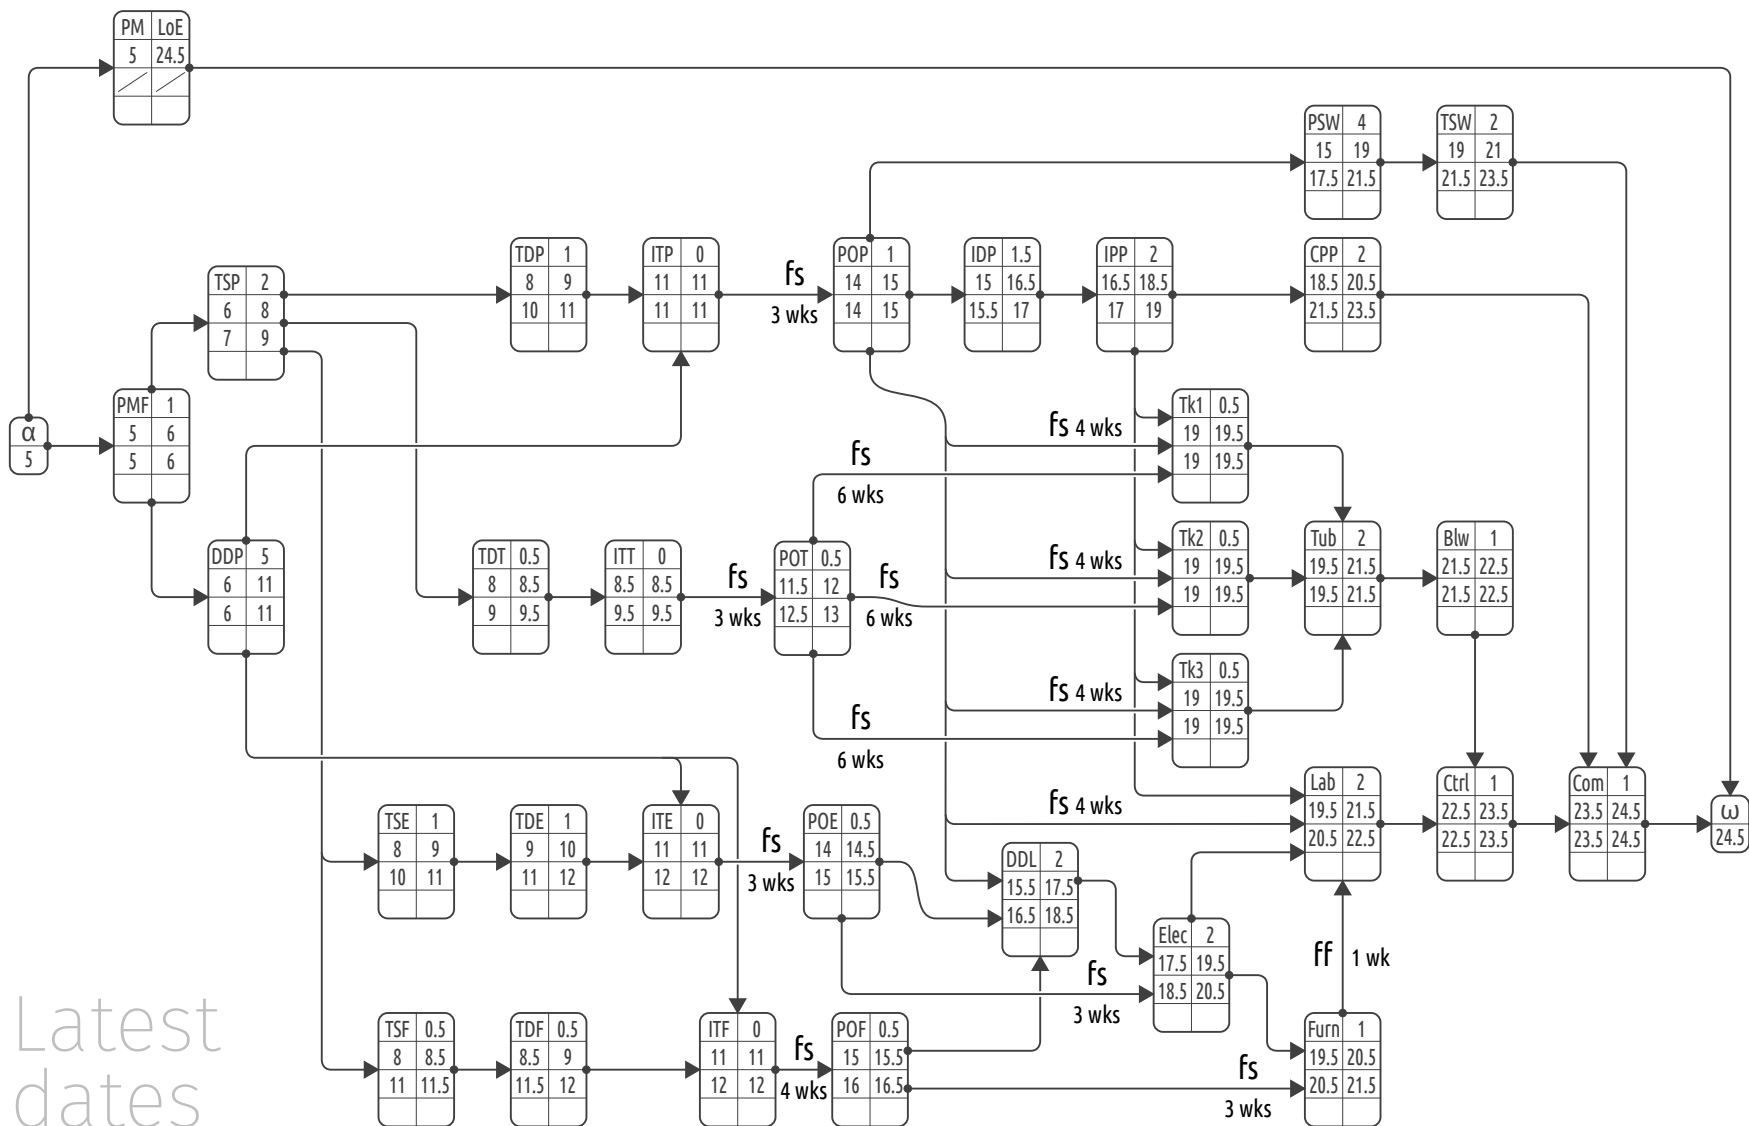 PM LoE
5 24.5
PSW 4
15 19
17.5 21.5
TSW 2
19 21
21.5 23.5
TSP 2
6 8
7 9
TDP 1
8 9
10 11
ITP 0
11 11
11 11
fs
3 wks
POP 1
14 15
14 15
IDP 1.5
15 16.5
15.5 17
IPP 2
16.5 18.5
17 19
CPP 2
18.5 20.5
21.5 23.5
α
5
PMF 1
5 6
5 6
fs 4 wks
Tk1 0.5
19 19.5
19 19.5
fs
6 wks
DDP 5
6 11
6 11
TDT 0.5
8 8.5
9 9.5
ITT 0
8.5 8.5
9.5 9.5
fs
3 wks
POT 0.5
11.5 12
12.5 13
fs
6 wks
fs 4 wks
Tk2 0.5
19 19.5
19 19.5
Tub 2
19.5 21.5
19.5 21.5
Blw 1
21.5 22.5
21.5 22.5
fs 4 wks
Tk3 0.5
19 19.5
19 19.5
fs
6 wks
TSE 1
8 9
10 11
TDE 1
9 10
11 12
ITE 0
11 11
12 12
fs
3 wks
POE 0.5
14 14.5
15 15.5
fs 4 wks
DDL 2
15.5 17.5
16.5 18.5
Lab 2
19.5 21.5
20.5 22.5
Ctrl 1
22.5 23.5
22.5 23.5
Com 1
23.5 24.5
23.5 24.5
ω
24.5
Elec 2
17.5 19.5
18.5 20.5
fs
3 wks
ff 1 wk
TSF 0.5
8 8.5
11 11.5
TDF 0.5
8.5 9
11.5 12
ITF 0
11 11
12 12
fs
4 wks
POF 0.5
15 15.5
16 16.5
fs
3 wks
Furn 1
19.5 20.5
20.5 21.5
Latest
dates